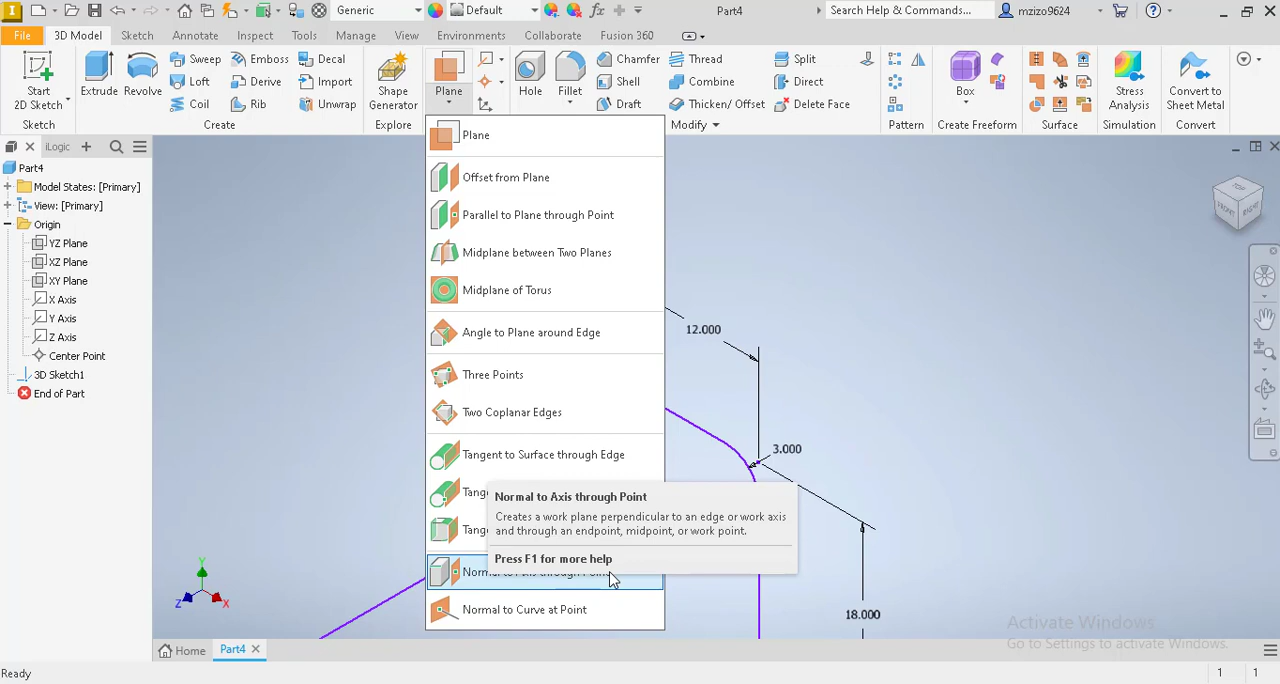 Generic
Default
Part4
Search Help & Commands...
mzizo9624
File
3D Model
Sketch
Annotate
Inspect
Tools
Manage
View
Environments
Collaborate
Fusion 360
Start
2D Sketch
Extrude
Revolve
Sweep
Loft
Coil
Emboss
Derive
Rib
Decal
Import
Unwrap
Shape
Generator
Plane
Hole
Fillet
Chamfer
Shell
Draft
Thread
Combine
Thicken/ Offset
Split
Direct
Delete Face
Box
Stress
Analysis
Convert to
Sheet Metal
Sketch
Create
Explore
Modify
Pattern
Create Freeform
Surface
Simulation
Convert
iLogic
Part4
Model States: [Primary]
View: [Primary]
Origin
YZ Plane
XZ Plane
XY Plane
X Axis
Y Axis
Z Axis
Center Point
3D Sketch1
End of Part
Plane
Offset from Plane
Parallel to Plane through Point
Midplane between Two Planes
Midplane of Torus
Angle to Plane around Edge
Three Points
Two Coplanar Edges
Tangent to Surface through Edge
Normal to Axis through Point
Creates a work plane perpendicular to an edge or work axis
and through an endpoint, midpoint, or work point.
Press F1 for more help
Normal to Axis through Point
Normal to Curve at Point
12.000
3.000
18.000
TOP
FRONT
RIGHT
Y
Z
X
Activate Windows
Go to Settings to activate Windows.
Home
Part4
Ready
1
1